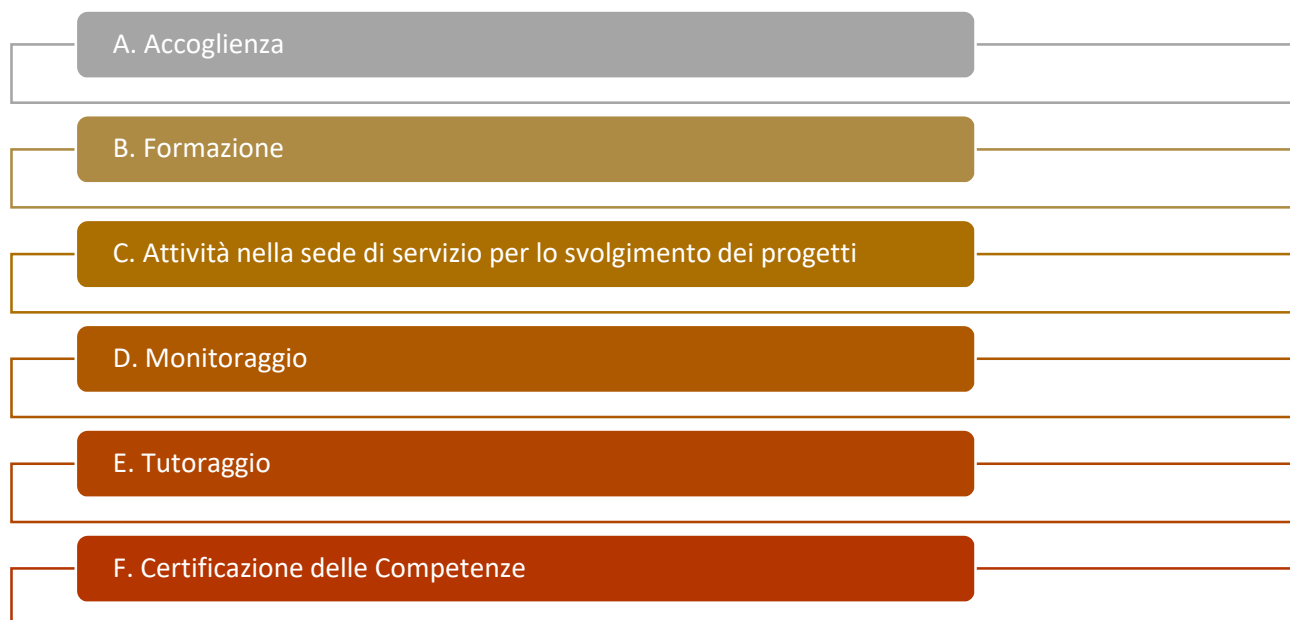 A. Accoglienza
B. Formazione
C. Attività nella sede di servizio per lo svolgimento dei progetti
D. Monitoraggio
E. Tutoraggio
F. Certificazione delle Competenze